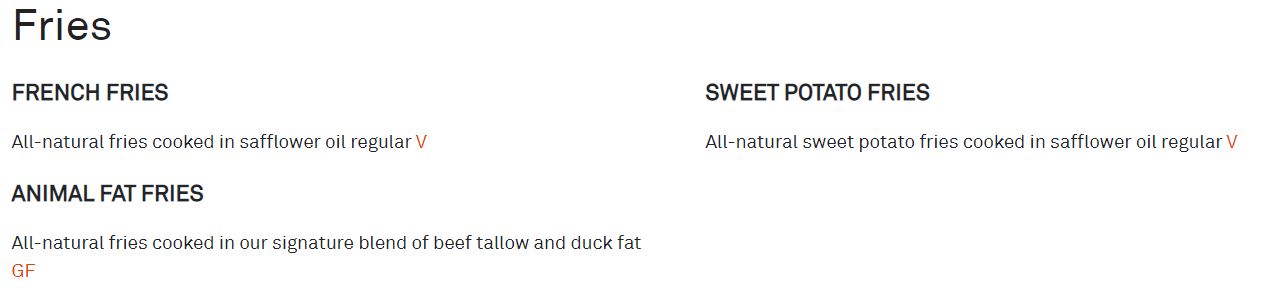 Fries
FRENCH FRIES
All-natural fries cooked in safflower oil regular V
SWEET POTATO FRIES
All-natural sweet potato fries cooked in safflower oil regular V
ANIMAL FAT FRIES
All-natural fries cooked in our signature blend of beef tallow and duck fat
GF